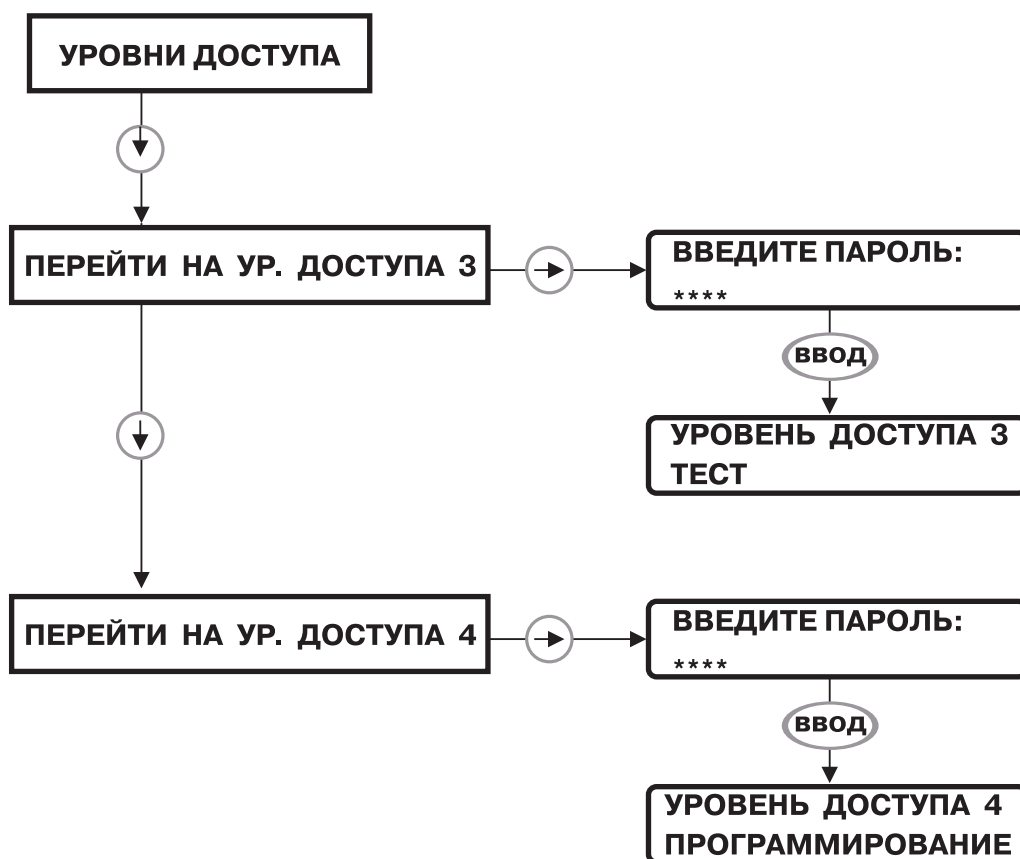 УРОВНИ ДОСТУПА
ПЕРЕЙТИ НА УР. ДОСТУПА 3
ВВЕДИТЕ ПАРОЛЬ:
****
ВВОД
УРОВЕНЬ ДОСТУПА 3
ТЕСТ
ПЕРЕЙТИ НА УР. ДОСТУПА 4
ВВЕДИТЕ ПАРОЛЬ:
****
ВВОД
УРОВЕНЬ ДОСТУПА 4
ПРОГРАММИРОВАНИЕ